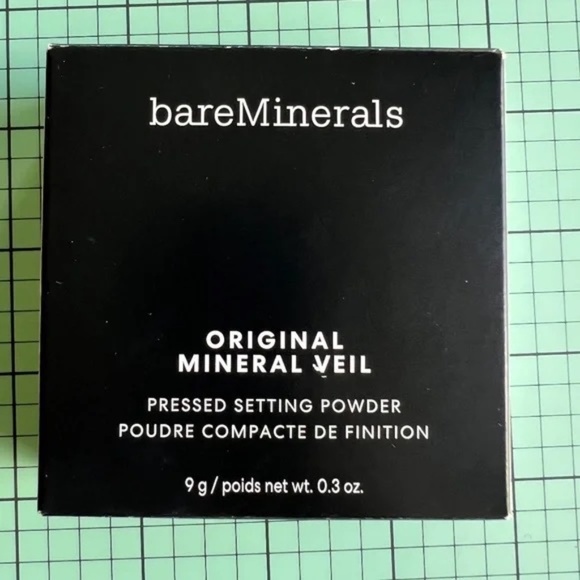 bareMinerals
ORIGINAL
MINERAL VEIL
PRESSED SETTING POWDER
POUDRE COMPACTE DE FINITION
9 g / poids net wt. 0.3 oz.